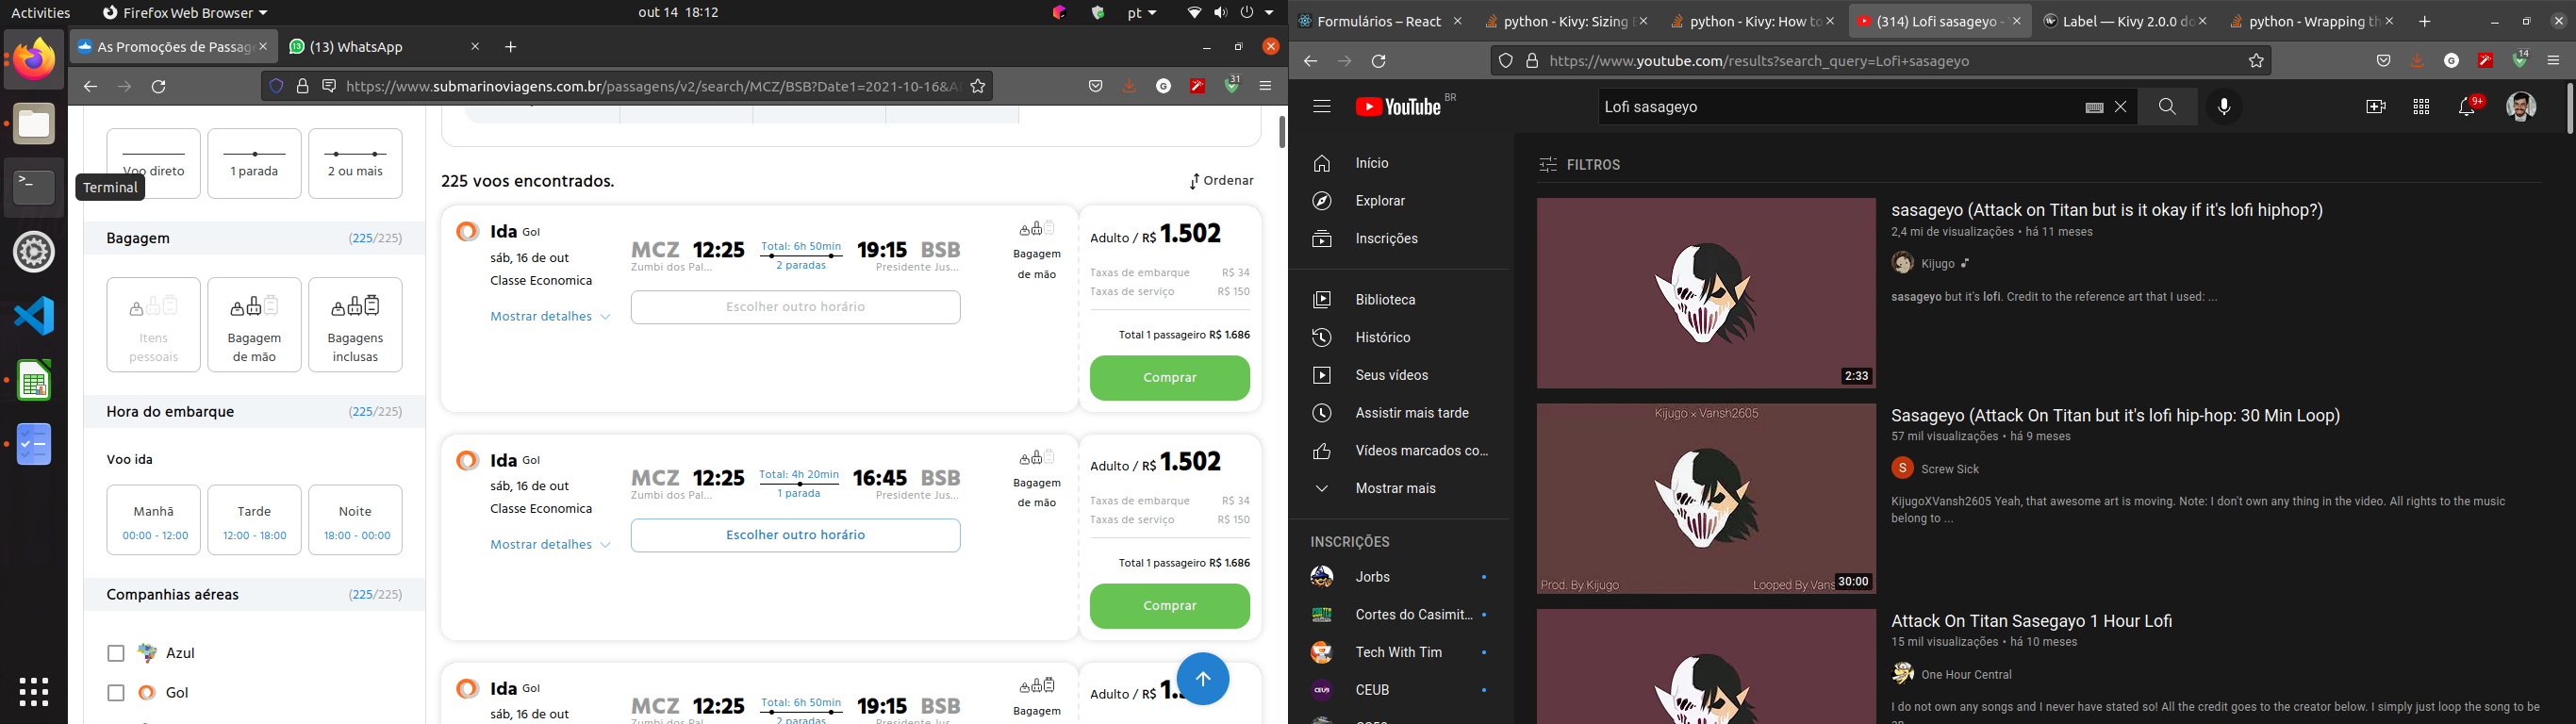 Activities
Firefox Web Browser
out 14 18:12
pt
As Promoções de Passage
(13) WhatsApp
https://www.submarinoviagens.com.br/passagens/v2/search/MCZ/BSB?Date1=2021-10-16&A
31
Terminal
Voo direto
1 parada
2 ou mais
Bagagem
(225/225)
Itens
pessoais
Bagagem
de mão
Bagagens
inclusas
Hora do embarque
(225/225)
Voo ida
Manhã
00:00 - 12:00
Tarde
12:00 - 18:00
Noite
18:00 - 00:00
Companhias aéreas
(225/225)
Azul
Gol
225 voos encontrados.
Ordenar
Ida Gol
sáb, 16 de out
Classe Economica
Mostrar detalhes
MCZ 12:25
Zumbi dos Pal...
Total: 6h 50min
2 paradas
19:15 BSB
Presidente Jus...
Escolher outro horário
Bagagem
de mão
Adulto / R$ 1.502
Taxas de embarque R$ 34
Taxas de serviço R$ 150
Total 1 passageiro R$ 1.686
Comprar
Ida Gol
sáb, 16 de out
Classe Economica
Mostrar detalhes
MCZ 12:25
Zumbi dos Pal...
Total: 4h 20min
1 parada
16:45 BSB
Presidente Jus...
Escolher outro horário
Bagagem
de mão
Adulto / R$ 1.502
Taxas de embarque R$ 34
Taxas de serviço R$ 150
Total 1 passageiro R$ 1.686
Comprar
Ida Gol
sáb, 16 de out
MCZ 12:25
Zumbi dos Pal...
Total: 6h 50min
2 paradas
19:15 BSB
Presidente Jus...
Bagagem
Adulto / R$
Formulários – React
python - Kivy: Sizing
python - Kivy: How to
(314) Lofi sasageyo -
Label — Kivy 2.0.0 do
python - Wrapping th
https://www.youtube.com/results?search_query=Lofi+sasageyo
14
YouTube BR
Lofi sasageyo
9+
Início
Explorar
Inscrições
Biblioteca
Histórico
Seus vídeos
Assistir mais tarde
Vídeos marcados co...
Mostrar mais
INSCRIÇÕES
Jorbs
Cortes do Casimit...
Tech With Tim
CEUB
CEUB
FILTROS
2:33
sasageyo (Attack on Titan but is it okay if it's lofi hiphop?)
2,4 mi de visualizações • há 11 meses
Kijugo
sasageyo but it's lofi. Credit to the reference art that I used: ...
Kijugo × Vansh2605
Prod. By Kijugo
Looped By Vans
30:00
Sasageyo (Attack On Titan but it's lofi hip-hop: 30 Min Loop)
57 mil visualizações • há 9 meses
S
Screw Sick
KijugoXVansh2605 Yeah, that awesome art is moving. Note: I don't own any thing in the video. All rights to the music
belong to ...
Attack On Titan Sasegayo 1 Hour Lofi
15 mil visualizações • há 10 meses
One Hour Central
I do not own any songs and I never have stated so! All the credit goes to the creator below. I simply just loop the song to be